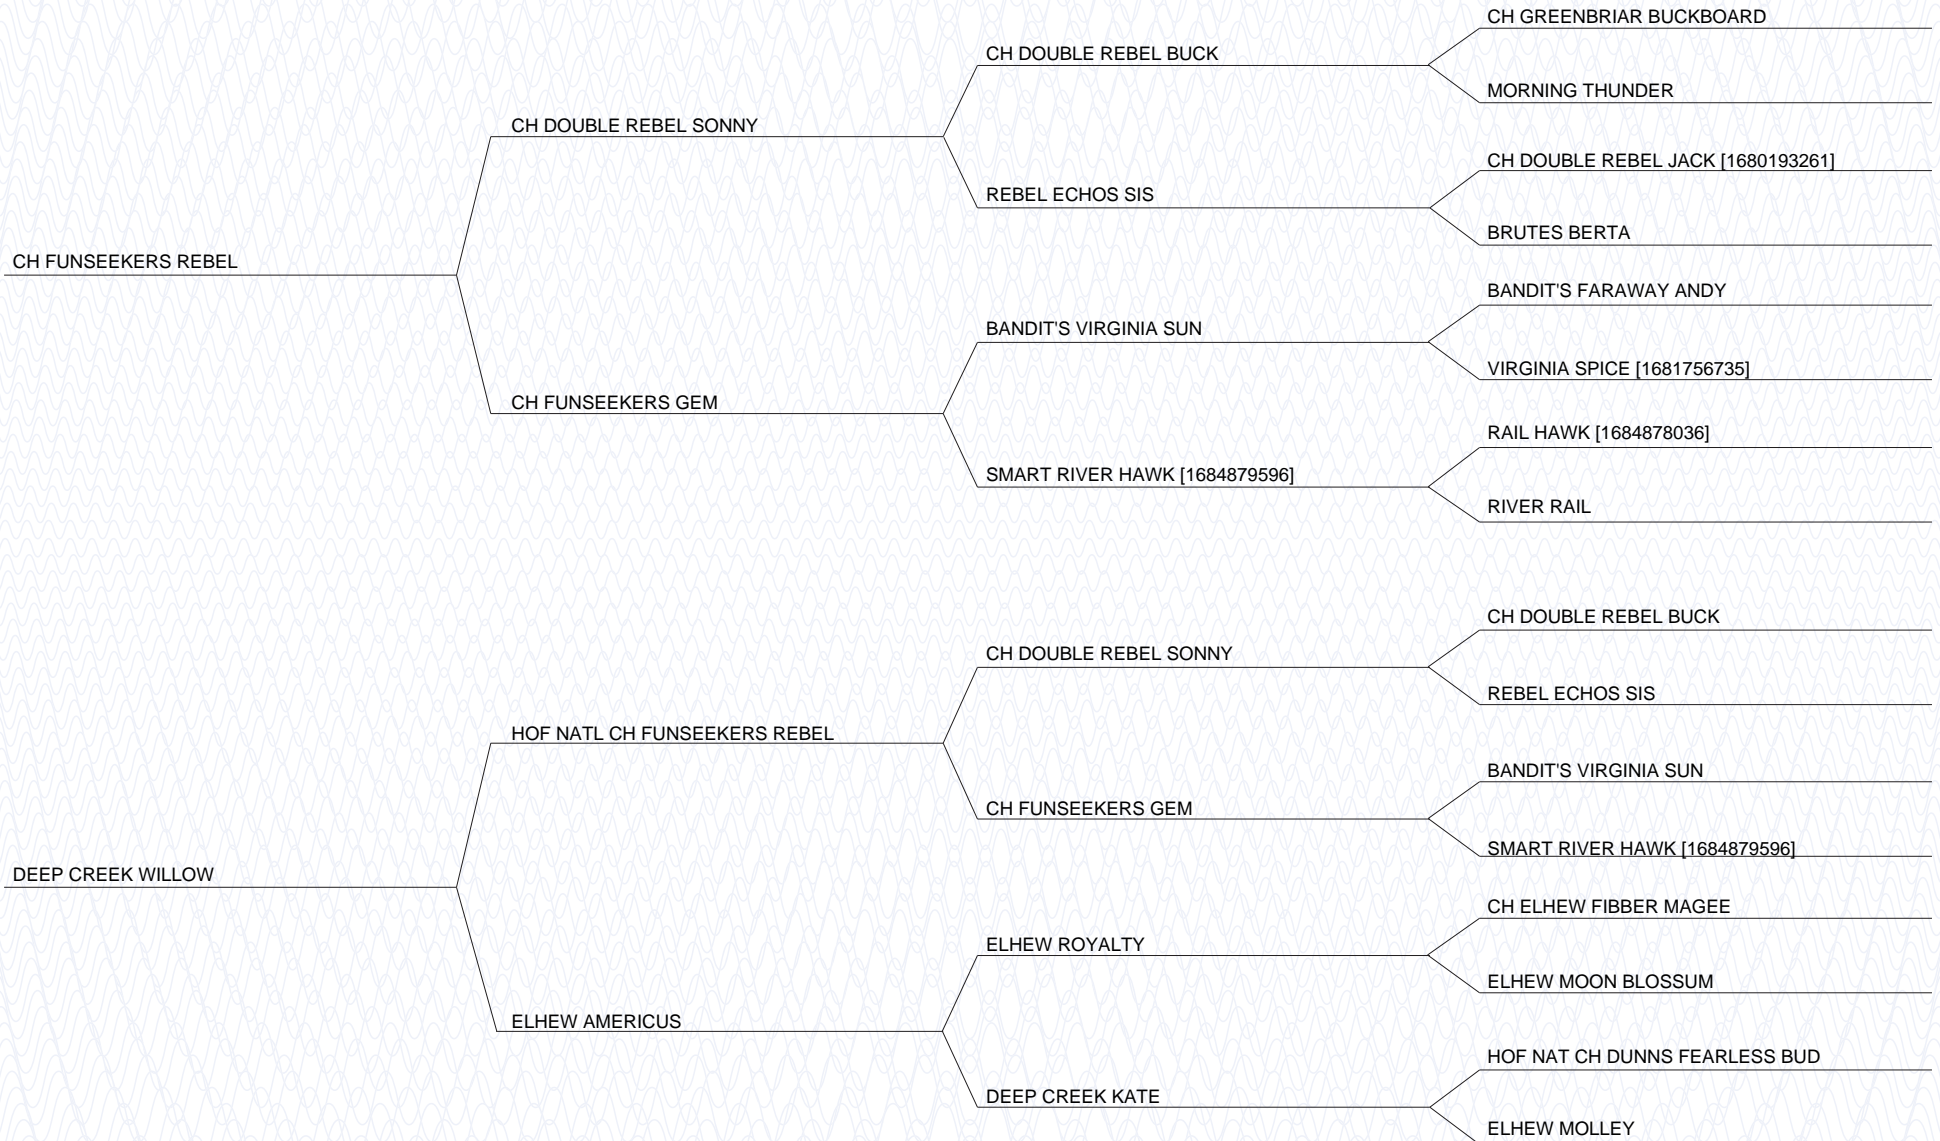 CH GREENBRIAR BUCKBOARD
CH DOUBLE REBEL BUCK
MORNING THUNDER
CH DOUBLE REBEL SONNY
CH DOUBLE REBEL JACK [1680193261]
REBEL ECHOS SIS
BRUTES BERTA
CH FUNSEEKERS REBEL
BANDIT'S FARAWAY ANDY
BANDIT'S VIRGINIA SUN
VIRGINIA SPICE [1681756735]
CH FUNSEEKERS GEM
RAIL HAWK [1684878036]
SMART RIVER HAWK [1684879596]
RIVER RAIL
CH DOUBLE REBEL BUCK
CH DOUBLE REBEL SONNY
REBEL ECHOS SIS
HOF NATL CH FUNSEEKERS REBEL
BANDIT'S VIRGINIA SUN
CH FUNSEEKERS GEM
SMART RIVER HAWK [1684879596]
DEEP CREEK WILLOW
CH ELHEW FIBBER MAGEE
ELHEW ROYALTY
ELHEW MOON BLOSSUM
ELHEW AMERICUS
HOF NAT CH DUNNS FEARLESS BUD
DEEP CREEK KATE
ELHEW MOLLEY